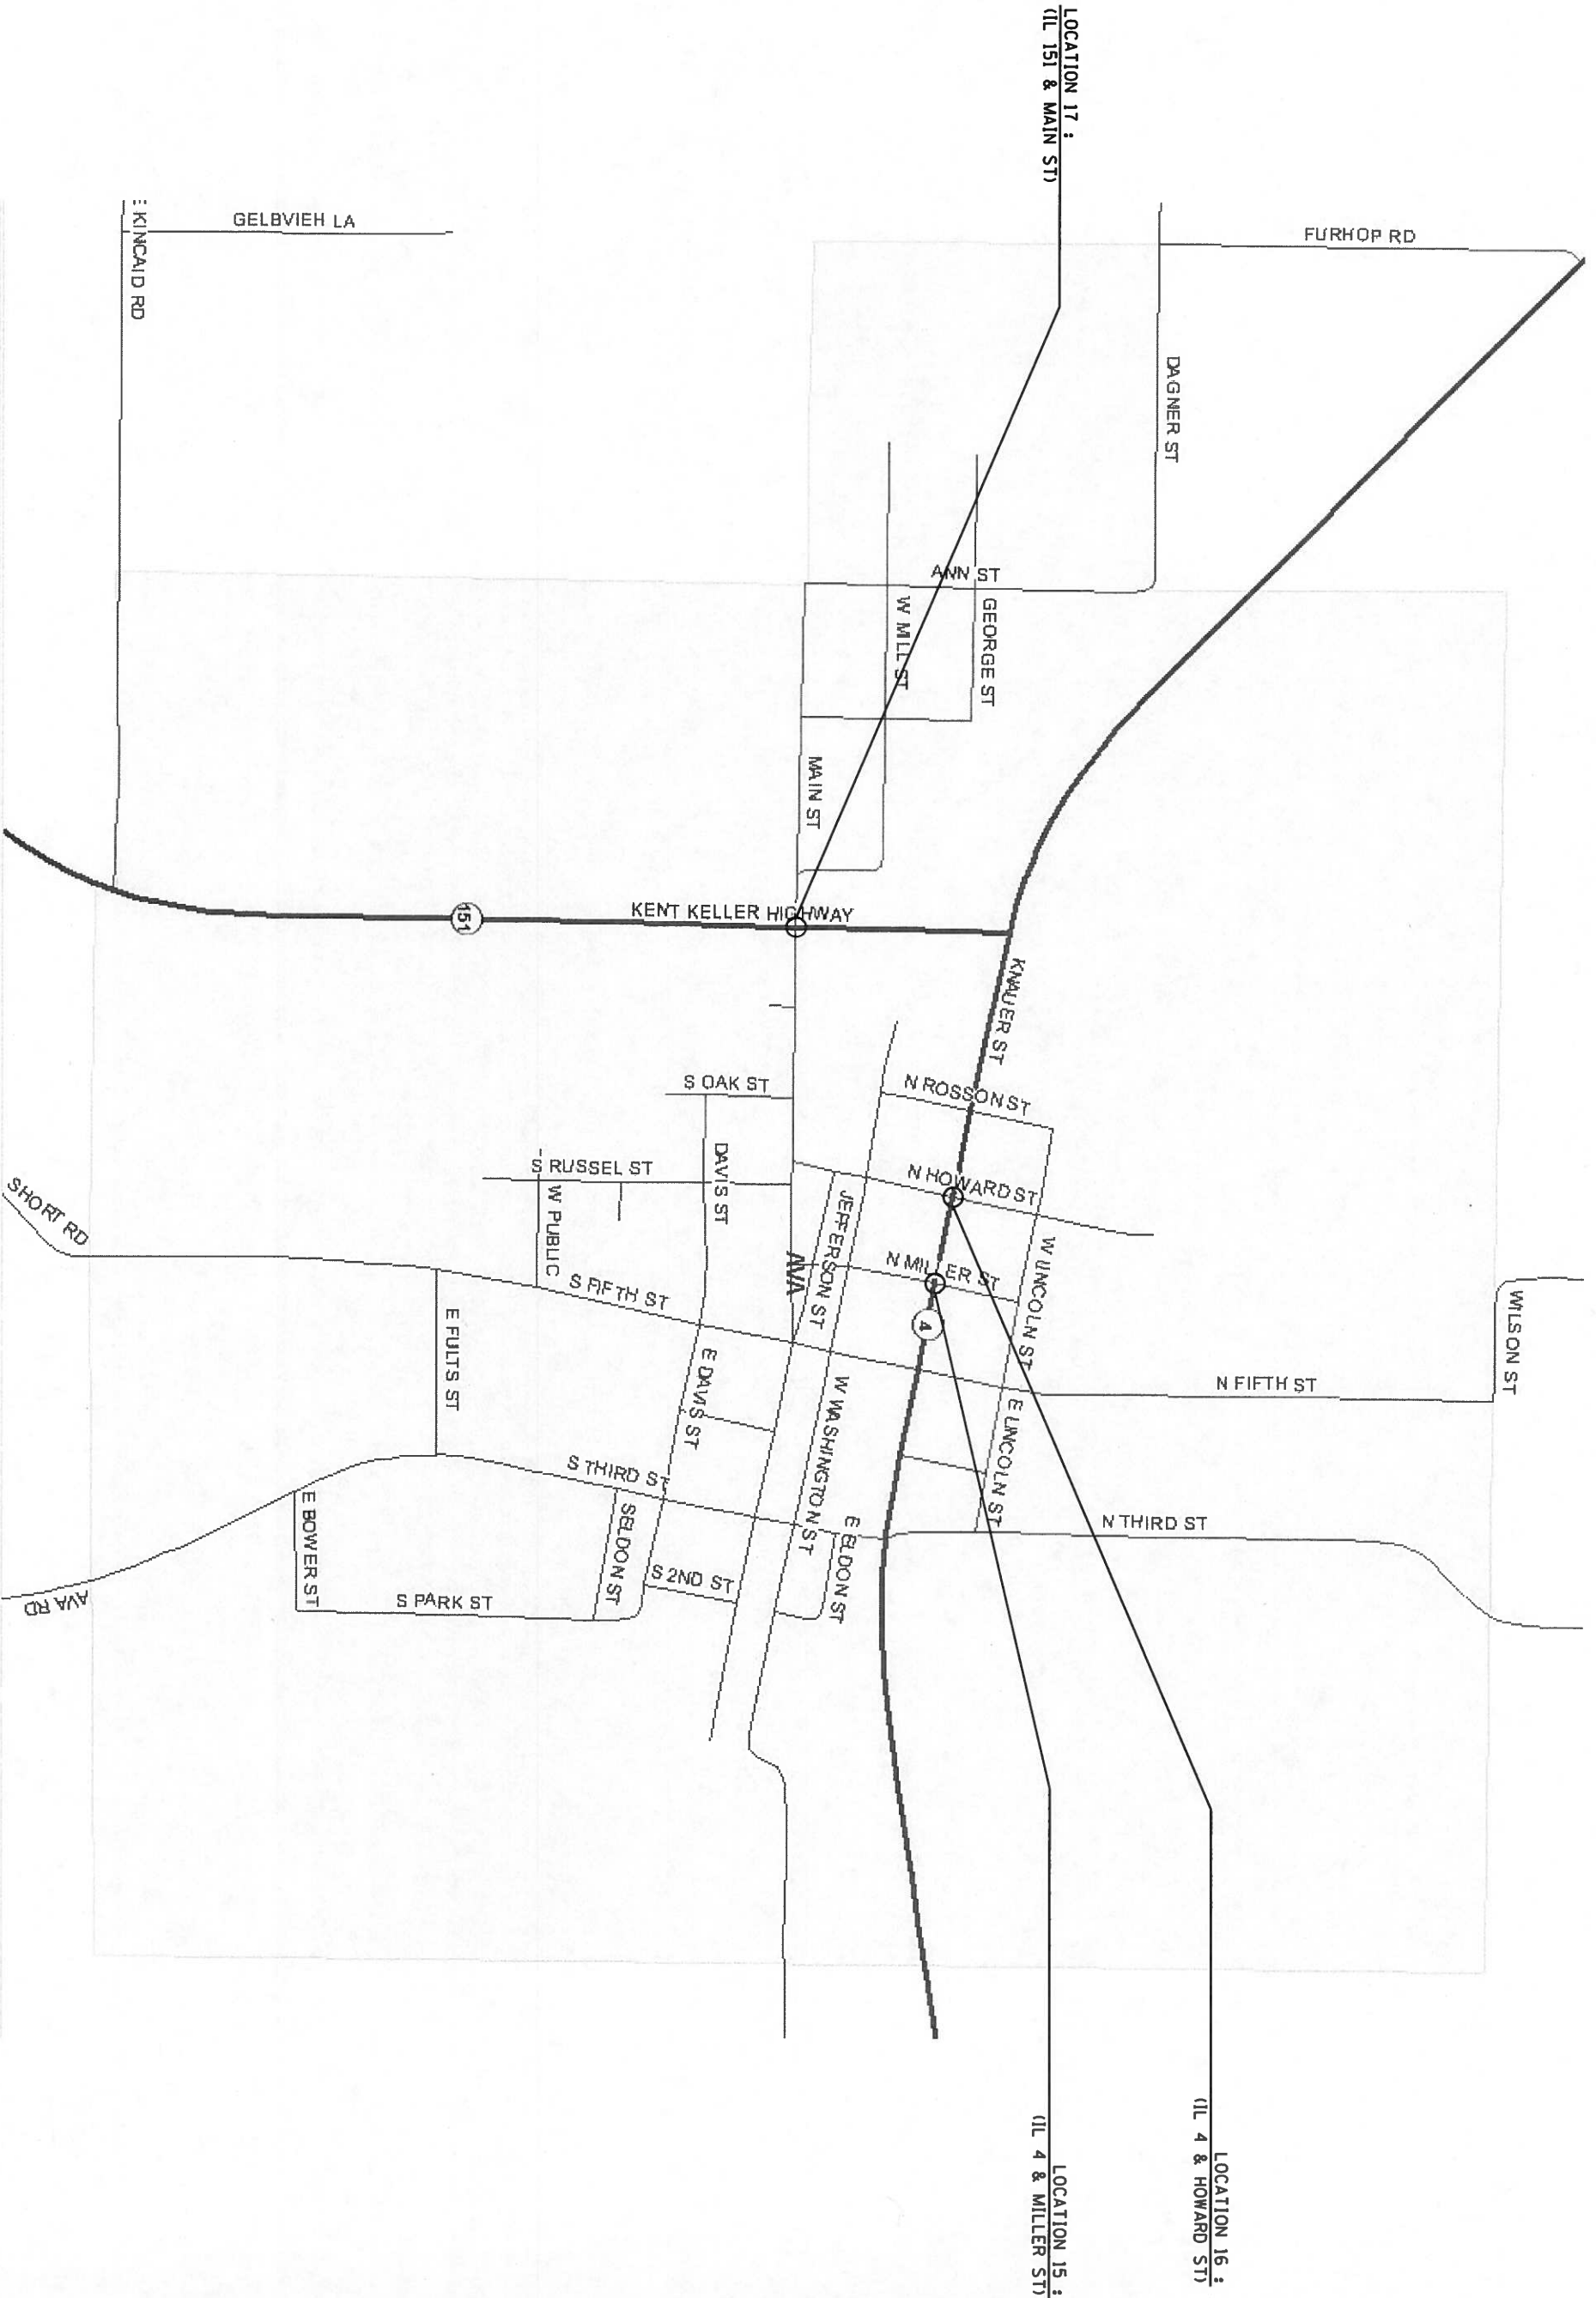 LOCATION 17 :
(IL 151 & MAIN ST)
FURHOP RD
GELBVIEH LA
KINCAID RD
DAGNER ST
ANN ST
GEORGE ST
W MILL ST
MAIN ST
KENT KELLER HIGHWAY
151
KNAUER ST
S OAK ST
N ROSSON ST
DAVIS ST
S RUSSEL ST
W PUBLIC
N HOWARD ST
JEFFERSON ST
W LINCOLN ST
SHORT RD
AVA
N MILLER ST
4
S FIFTH ST
WILSON ST
N FIFTH ST
E FULTS ST
E DAVIS ST
W WASHINGTON ST
E LINCOLN ST
S THIRD ST
N THIRD ST
E BOWER ST
SELDON ST
E ELDON ST
S 2ND ST
S PARK ST
AVA RD
LOCATION 16 :
(IL 4 & HOWARD ST)
LOCATION 15 :
(IL 4 & MILLER ST)